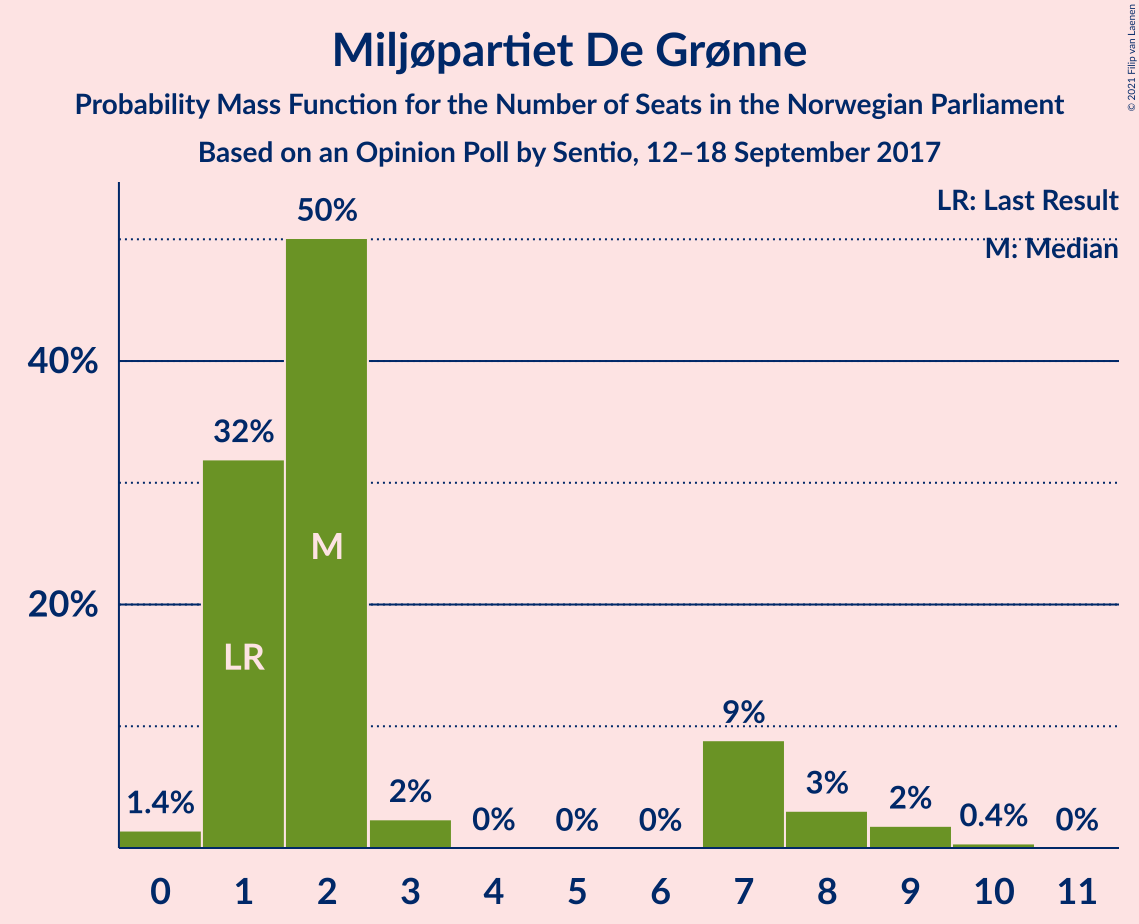 Miljøpartiet De Grønne
Probability Mass Function for the Number of Seats in the Norwegian Parliament
Based on an Opinion Poll by Sentio, 12–18 September 2017
© 2021 Filip van Laenen
LR: Last Result
M: Median
50%
40%
32%
M
20%
LR
9%
3%
2%
2%
1.4%
0%
0%
0%
0.4%
0%
0 1 2 3 4 5 6 7 8 9 10 11